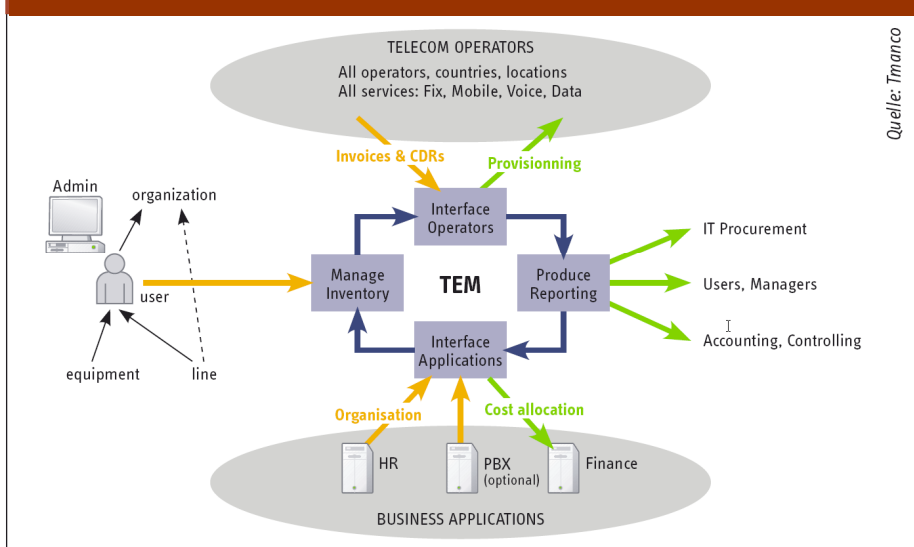 TELECOM OPERATORS
All operators, countries, locations
All services: Fix, Mobile, Voice, Data
Quelle: Tmanco
Invoices & CDRs
Provisionning
Admin
organization
Interface
Operators
IT Procurement
user
Manage
Inventory
TEM
Produce
Reporting
Users, Managers
Accounting, Controlling
equipment
line
Interface
Applications
Organisation
Cost allocation
HR
PBX
(optional)
Finance
BUSINESS APPLICATIONS